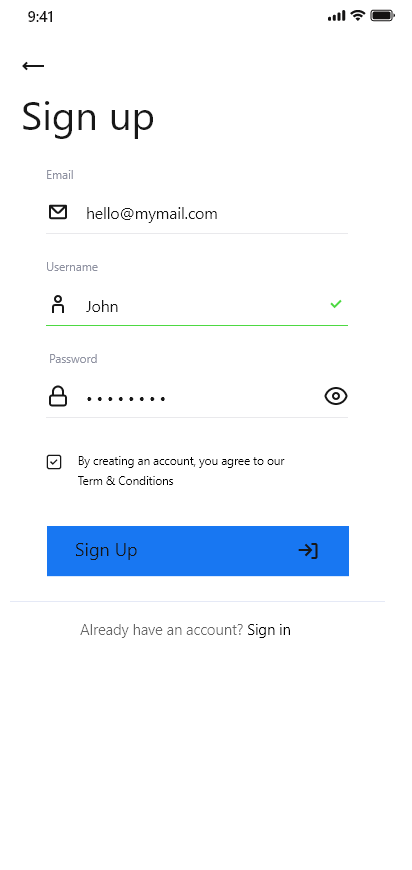 9:41
Sign up
Email
hello@mymail.com
Username
John
Password
• • • • • • • •
By creating an account, you agree to our
Term & Conditions
Sign Up
Already have an account? Sign in